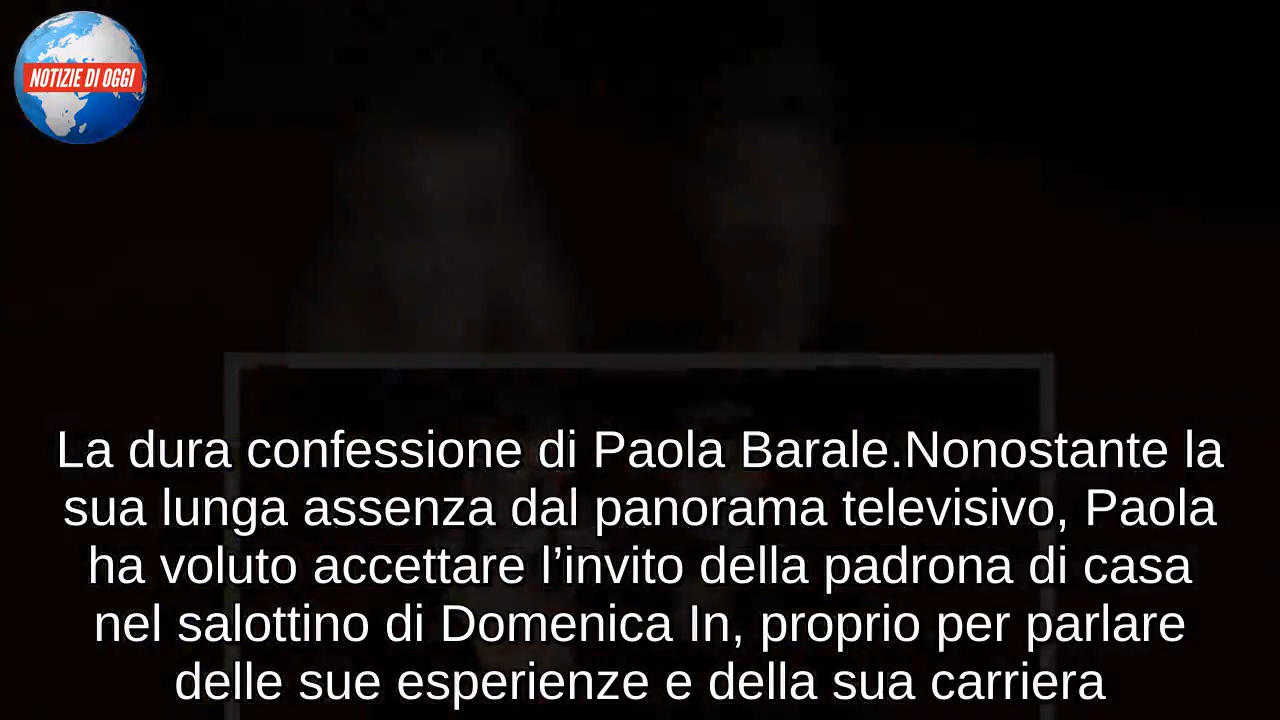 NOTIZIE DI OGGI
La dura confessione di Paola Barale.Nonostante la
sua lunga assenza dal panorama televisivo, Paola
ha voluto accettare l’invito della padrona di casa
nel salottino di Domenica In, proprio per parlare
delle sue esperienze e della sua carriera